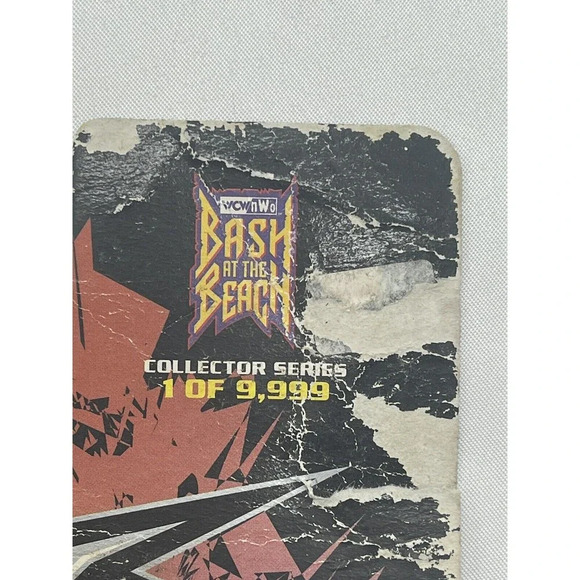 WCW nWo
BASH
AT THE
BEACH
COLLECTOR SERIES
1 OF 9,999